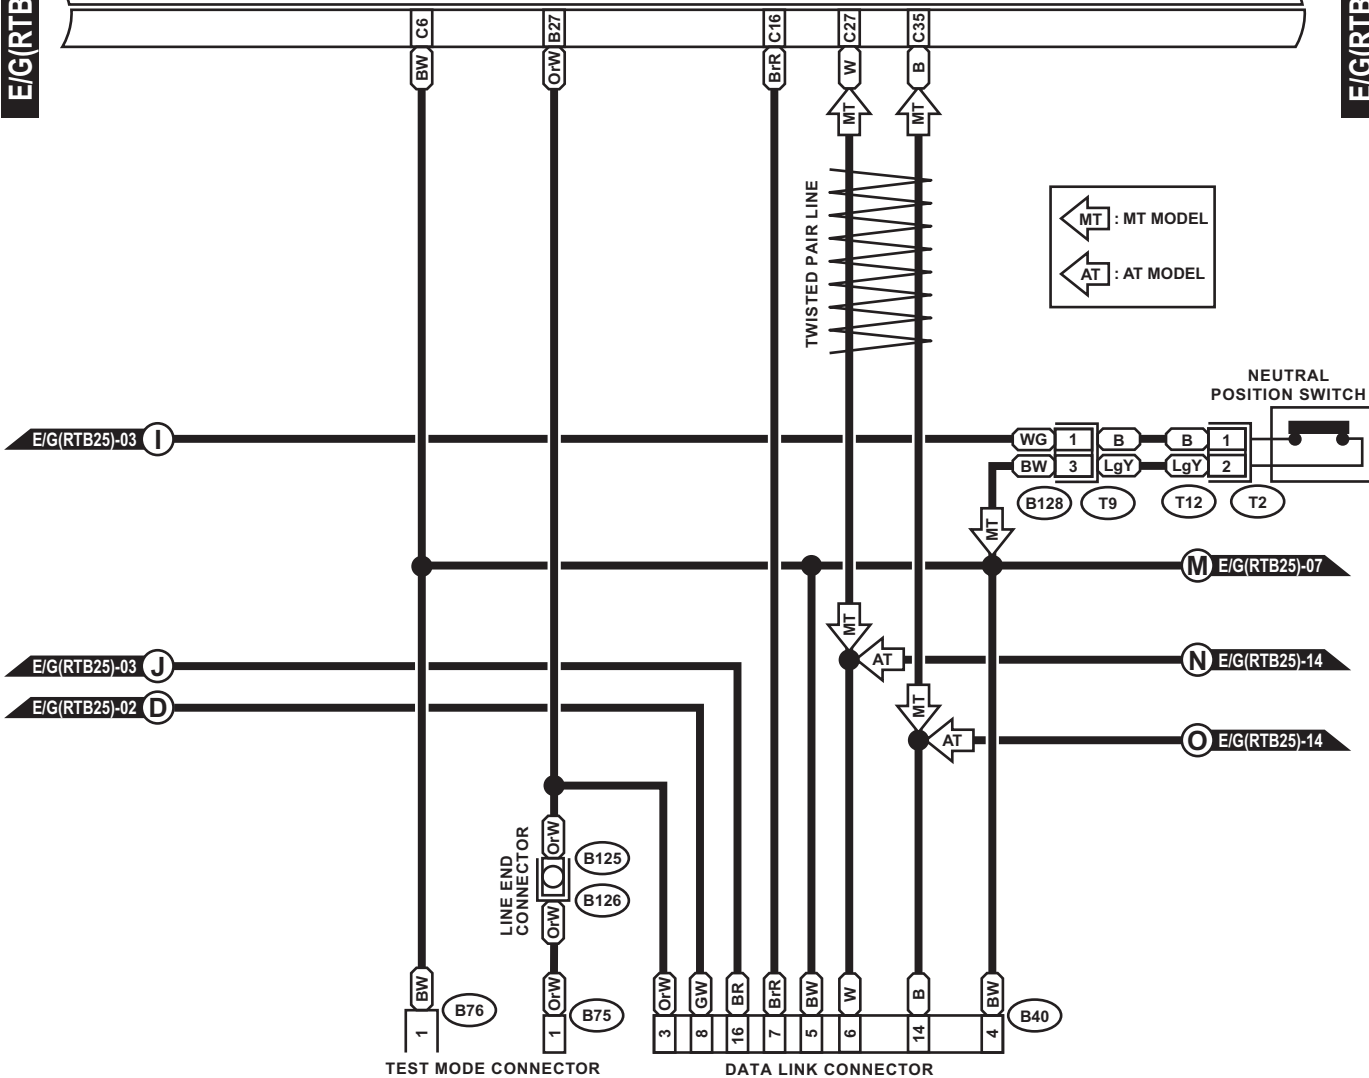 E/G(RTB
E/G(RTB
C6
B27
C16
C27
C35
BW
OrW
BrR
W
B
MT
MT
TWISTED PAIR LINE
MT : MT MODEL
AT : AT MODEL
NEUTRAL
POSITION SWITCH
E/G(RTB25)-03 I
WG 1 B B 1
BW 3 LgY LgY 2
B128 T9 T12 T2
MT
M E/G(RTB25)-07
MT
E/G(RTB25)-03 J
AT
N E/G(RTB25)-14
E/G(RTB25)-02 D
MT
AT
O E/G(RTB25)-14
LINE END
CONNECTOR
OrW
B125
B126
OrW
BW
OrW
OrW
GW
BR
BrR
BW
W
B
BW
1
B76
1
B75
3
8
16
7
5
6
14
4
B40
TEST MODE CONNECTOR
DATA LINK CONNECTOR